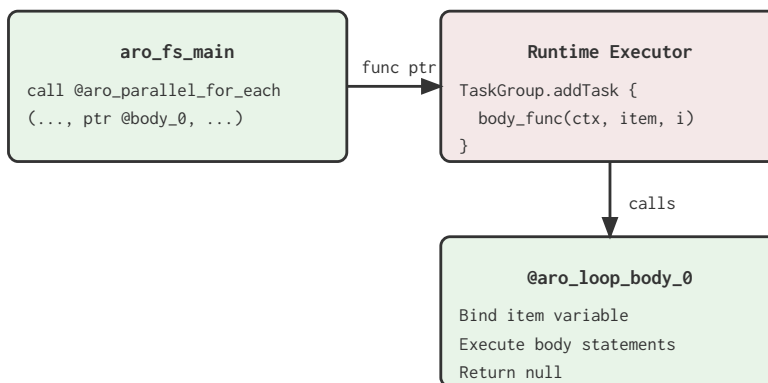 aro_fs_main
call @aro_parallel_for_each
(..., ptr @body_0, ...)
func ptr
Runtime Executor
TaskGroup.addTask {
body_func(ctx, item, i)
}
calls
@aro_loop_body_0
Bind item variable
Execute body statements
Return null